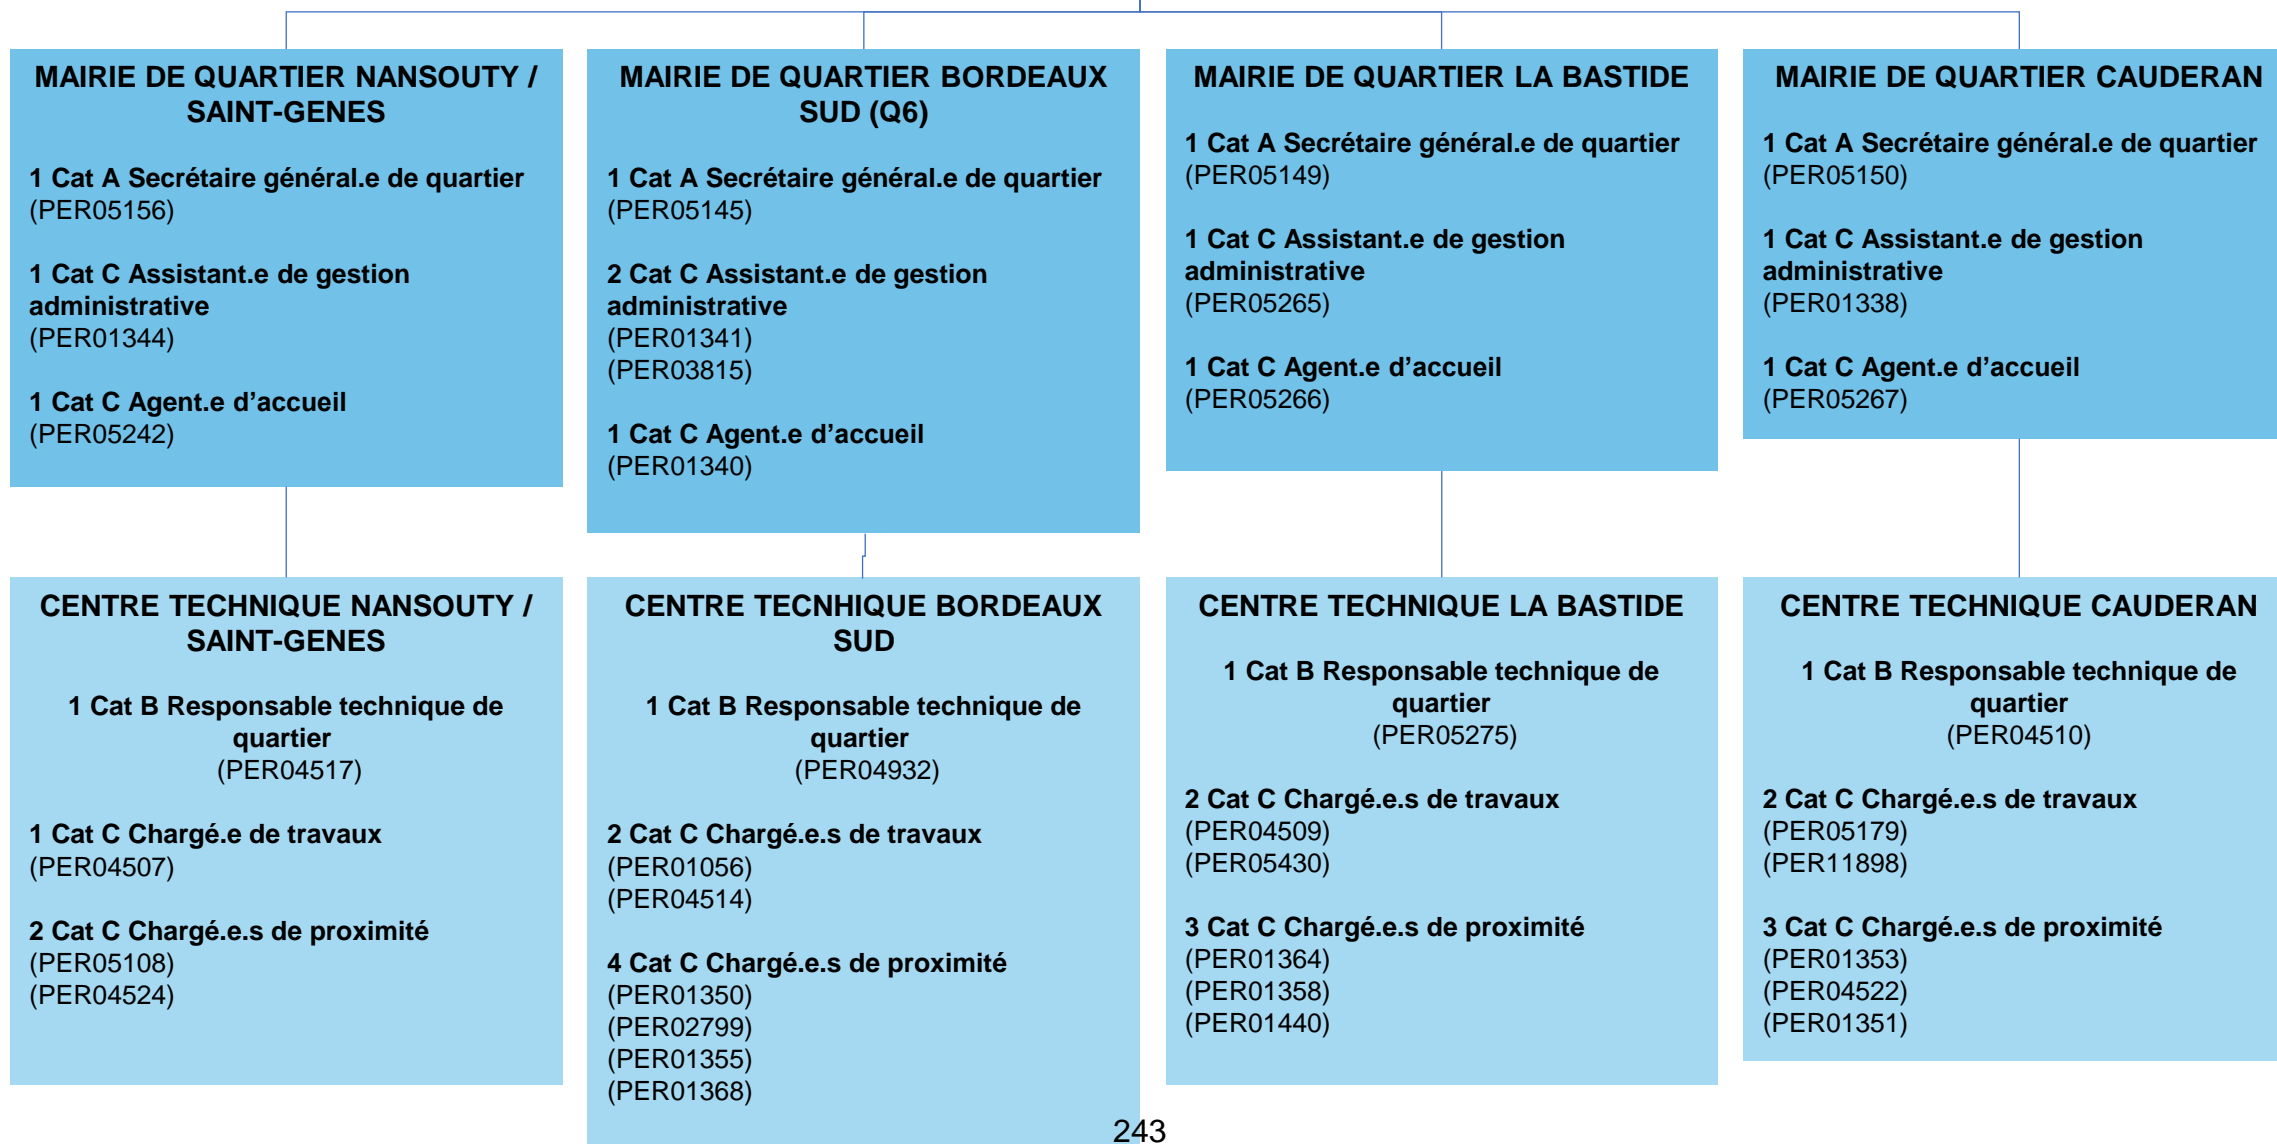 MAIRIE DE QUARTIER NANSOUTY /
SAINT-GENES
1 Cat A Secrétaire général.e de quartier
(PER05156)
1 Cat C Assistant.e de gestion
administrative
(PER01344)
1 Cat C Agent.e d’accueil
(PER05242)
MAIRIE DE QUARTIER BORDEAUX
SUD (Q6)
1 Cat A Secrétaire général.e de quartier
(PER05145)
2 Cat C Assistant.e de gestion
administrative
(PER01341)
(PER03815)
1 Cat C Agent.e d’accueil
(PER01340)
MAIRIE DE QUARTIER LA BASTIDE
1 Cat A Secrétaire général.e de quartier
(PER05149)
1 Cat C Assistant.e de gestion
administrative
(PER05265)
1 Cat C Agent.e d’accueil
(PER05266)
MAIRIE DE QUARTIER CAUDERAN
1 Cat A Secrétaire général.e de quartier
(PER05150)
1 Cat C Assistant.e de gestion
administrative
(PER01338)
1 Cat C Agent.e d’accueil
(PER05267)
CENTRE TECHNIQUE NANSOUTY /
SAINT-GENES
1 Cat B Responsable technique de
quartier
(PER04517)
1 Cat C Chargé.e de travaux
(PER04507)
2 Cat C Chargé.e.s de proximité
(PER05108)
(PER04524)
CENTRE TECNHIQUE BORDEAUX
SUD
1 Cat B Responsable technique de
quartier
(PER04932)
2 Cat C Chargé.e.s de travaux
(PER01056)
(PER04514)
4 Cat C Chargé.e.s de proximité
(PER01350)
(PER02799)
(PER01355)
(PER01368)
CENTRE TECHNIQUE LA BASTIDE
1 Cat B Responsable technique de
quartier
(PER05275)
2 Cat C Chargé.e.s de travaux
(PER04509)
(PER05430)
3 Cat C Chargé.e.s de proximité
(PER01364)
(PER01358)
(PER01440)
CENTRE TECHNIQUE CAUDERAN
1 Cat B Responsable technique de
quartier
(PER04510)
2 Cat C Chargé.e.s de travaux
(PER05179)
(PER11898)
3 Cat C Chargé.e.s de proximité
(PER01353)
(PER04522)
(PER01351)
243